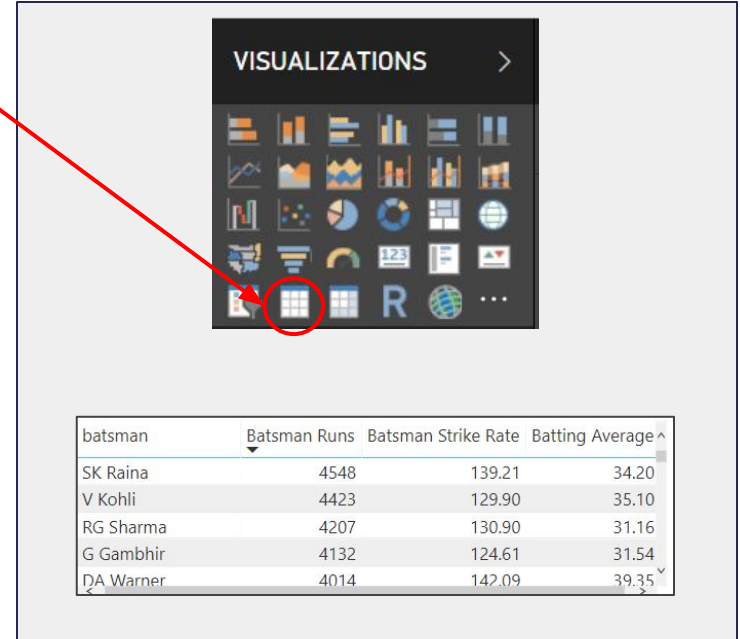 VISUALIZATIONS >
123
R
...
batsman Batsman Runs Batsman Strike Rate Batting Average
SK Raina 4548 139.21 34.20
V Kohli 4423 129.90 35.10
RG Sharma 4207 130.90 31.16
G Gambhir 4132 124.61 31.54
DA Warner 4014 142.09 39.35